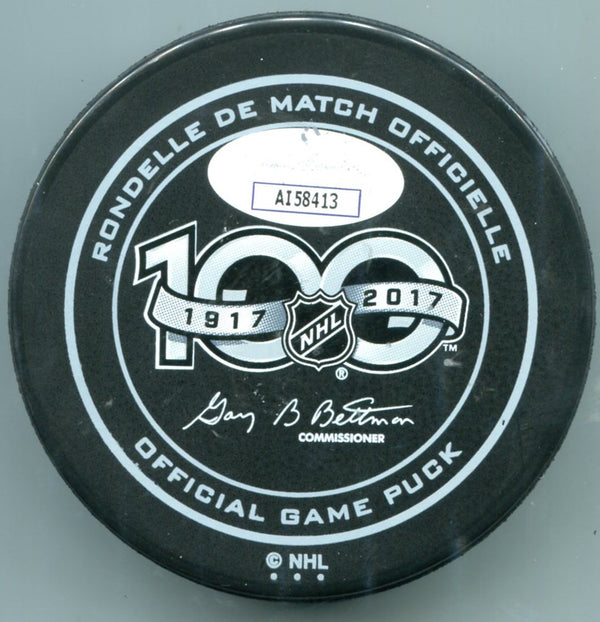 RONDELLE DE MATCH OFFICIELLE
AI58413
100
1917 2017
NHL
TM
®
Gary B Bettman
COMMISSIONER
OFFICIAL GAME PUCK
© NHL